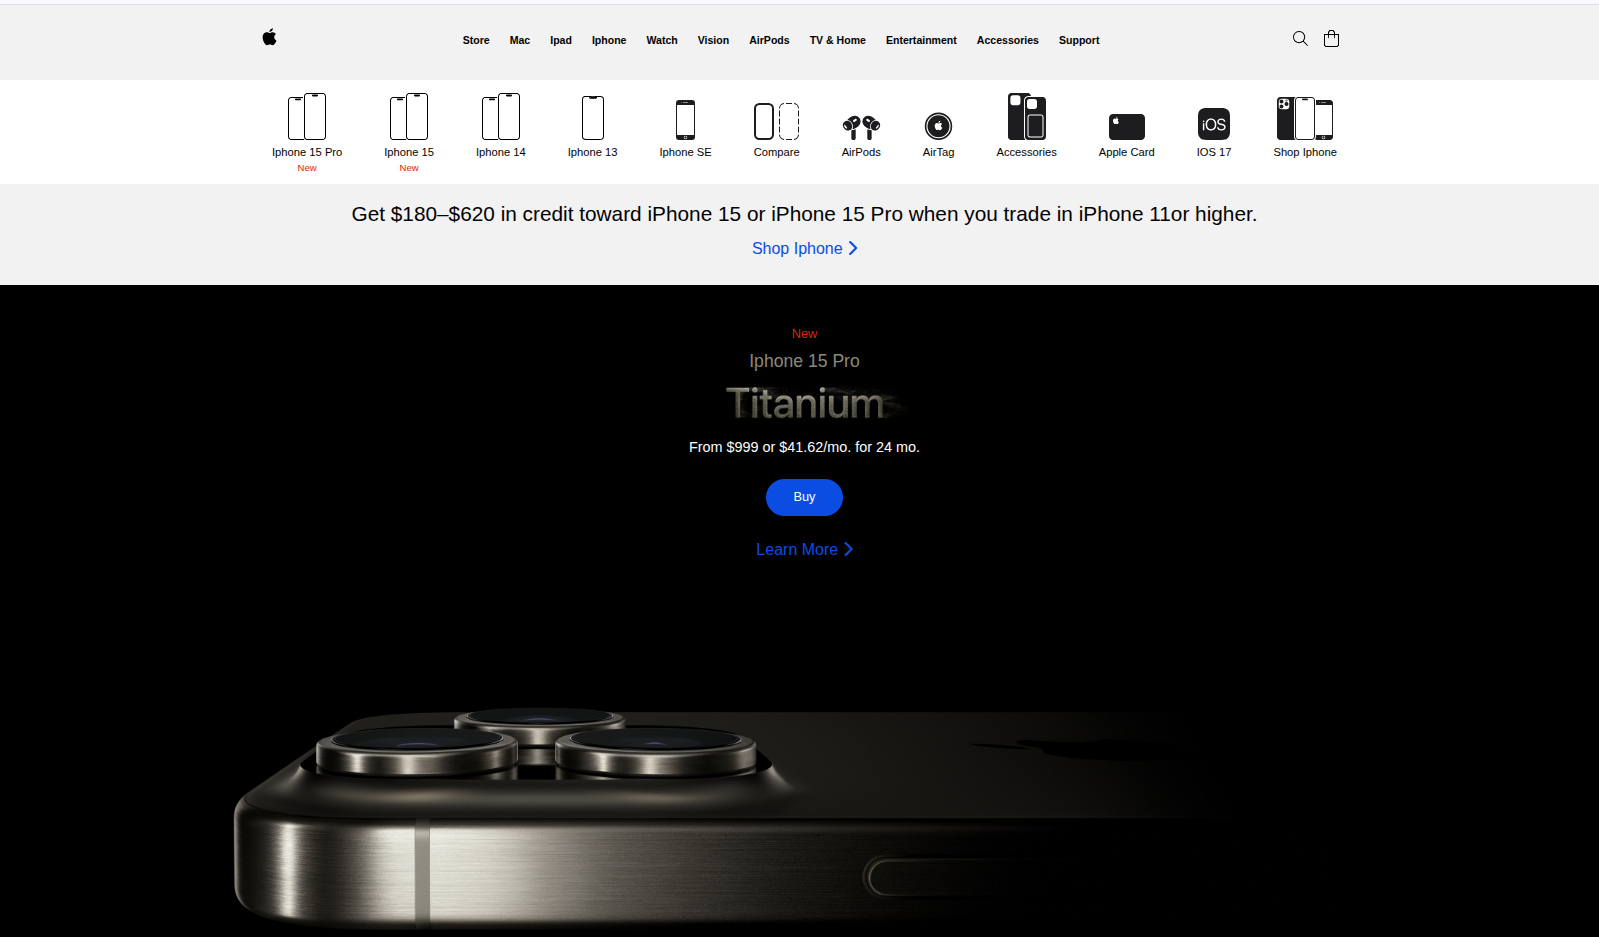 Store Mac Ipad Iphone Watch Vision AirPods TV & Home Entertainment Accessories Support
iOS
Iphone 15 Pro Iphone 15 Iphone 14 Iphone 13 Iphone SE Compare AirPods AirTag Accessories Apple Card IOS 17 Shop Iphone
New New
Get $180–$620 in credit toward iPhone 15 or iPhone 15 Pro when you trade in iPhone 11or higher.
Shop Iphone
New
Iphone 15 Pro
Titanium
From $999 or $41.62/mo. for 24 mo.
Buy
Learn More